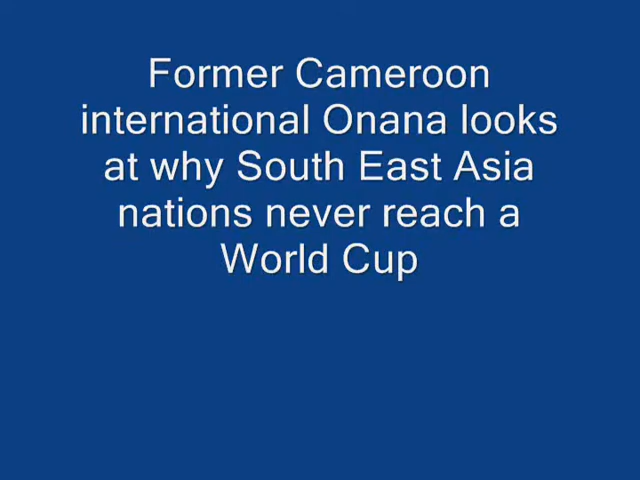 Former Cameroon
international Onana looks
at why South East Asia
nations never reach a
World Cup